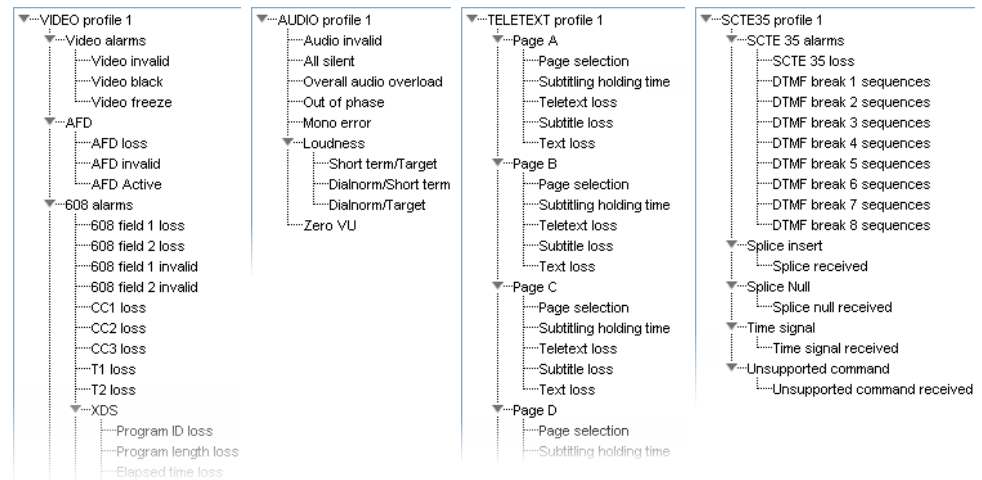 VIDEO profile 1
Video alarms
Video invalid
Video black
Video freeze
AFD
AFD loss
AFD invalid
AFD Active
608 alarms
608 field 1 loss
608 field 2 loss
608 field 1 invalid
608 field 2 invalid
CC1 loss
CC2 loss
CC3 loss
T1 loss
T2 loss
XDS
Program ID loss
Program length loss
Elapsed time loss
AUDIO profile 1
Audio invalid
All silent
Overall audio overload
Out of phase
Mono error
Loudness
Short term/Target
Dialnorm/Short term
Dialnorm/Target
Zero VU
TELETEXT profile 1
Page A
Page selection
Subtitling holding time
Teletext loss
Subtitle loss
Text loss
Page B
Page selection
Subtitling holding time
Teletext loss
Subtitle loss
Text loss
Page C
Page selection
Subtitling holding time
Teletext loss
Subtitle loss
Text loss
Page D
Page selection
Subtitling holding time
SCTE35 profile 1
SCTE 35 alarms
SCTE 35 loss
DTMF break 1 sequences
DTMF break 2 sequences
DTMF break 3 sequences
DTMF break 4 sequences
DTMF break 5 sequences
DTMF break 6 sequences
DTMF break 7 sequences
DTMF break 8 sequences
Splice insert
Splice received
Splice Null
Splice null received
Time signal
Time signal received
Unsupported command
Unsupported command received